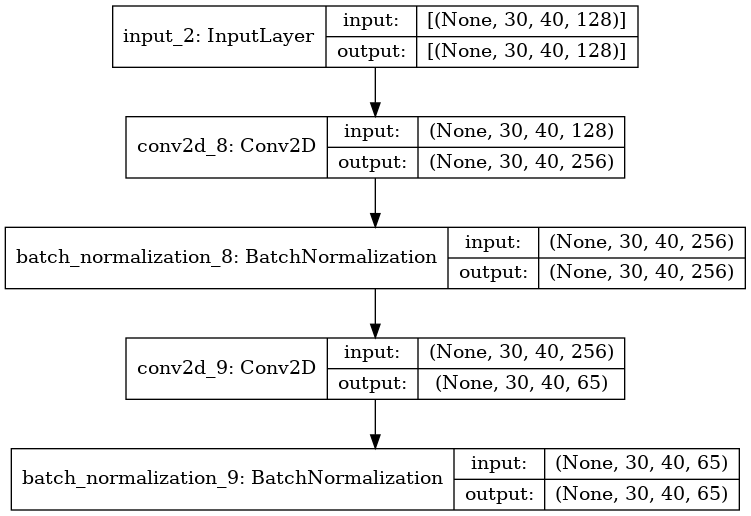 input_2: InputLayer
input:
[(None, 30, 40, 128)]
output:
[(None, 30, 40, 128)]
conv2d_8: Conv2D
input:
(None, 30, 40, 128)
output:
(None, 30, 40, 256)
batch_normalization_8: BatchNormalization
input:
(None, 30, 40, 256)
output:
(None, 30, 40, 256)
conv2d_9: Conv2D
input:
(None, 30, 40, 256)
output:
(None, 30, 40, 65)
batch_normalization_9: BatchNormalization
input:
(None, 30, 40, 65)
output:
(None, 30, 40, 65)